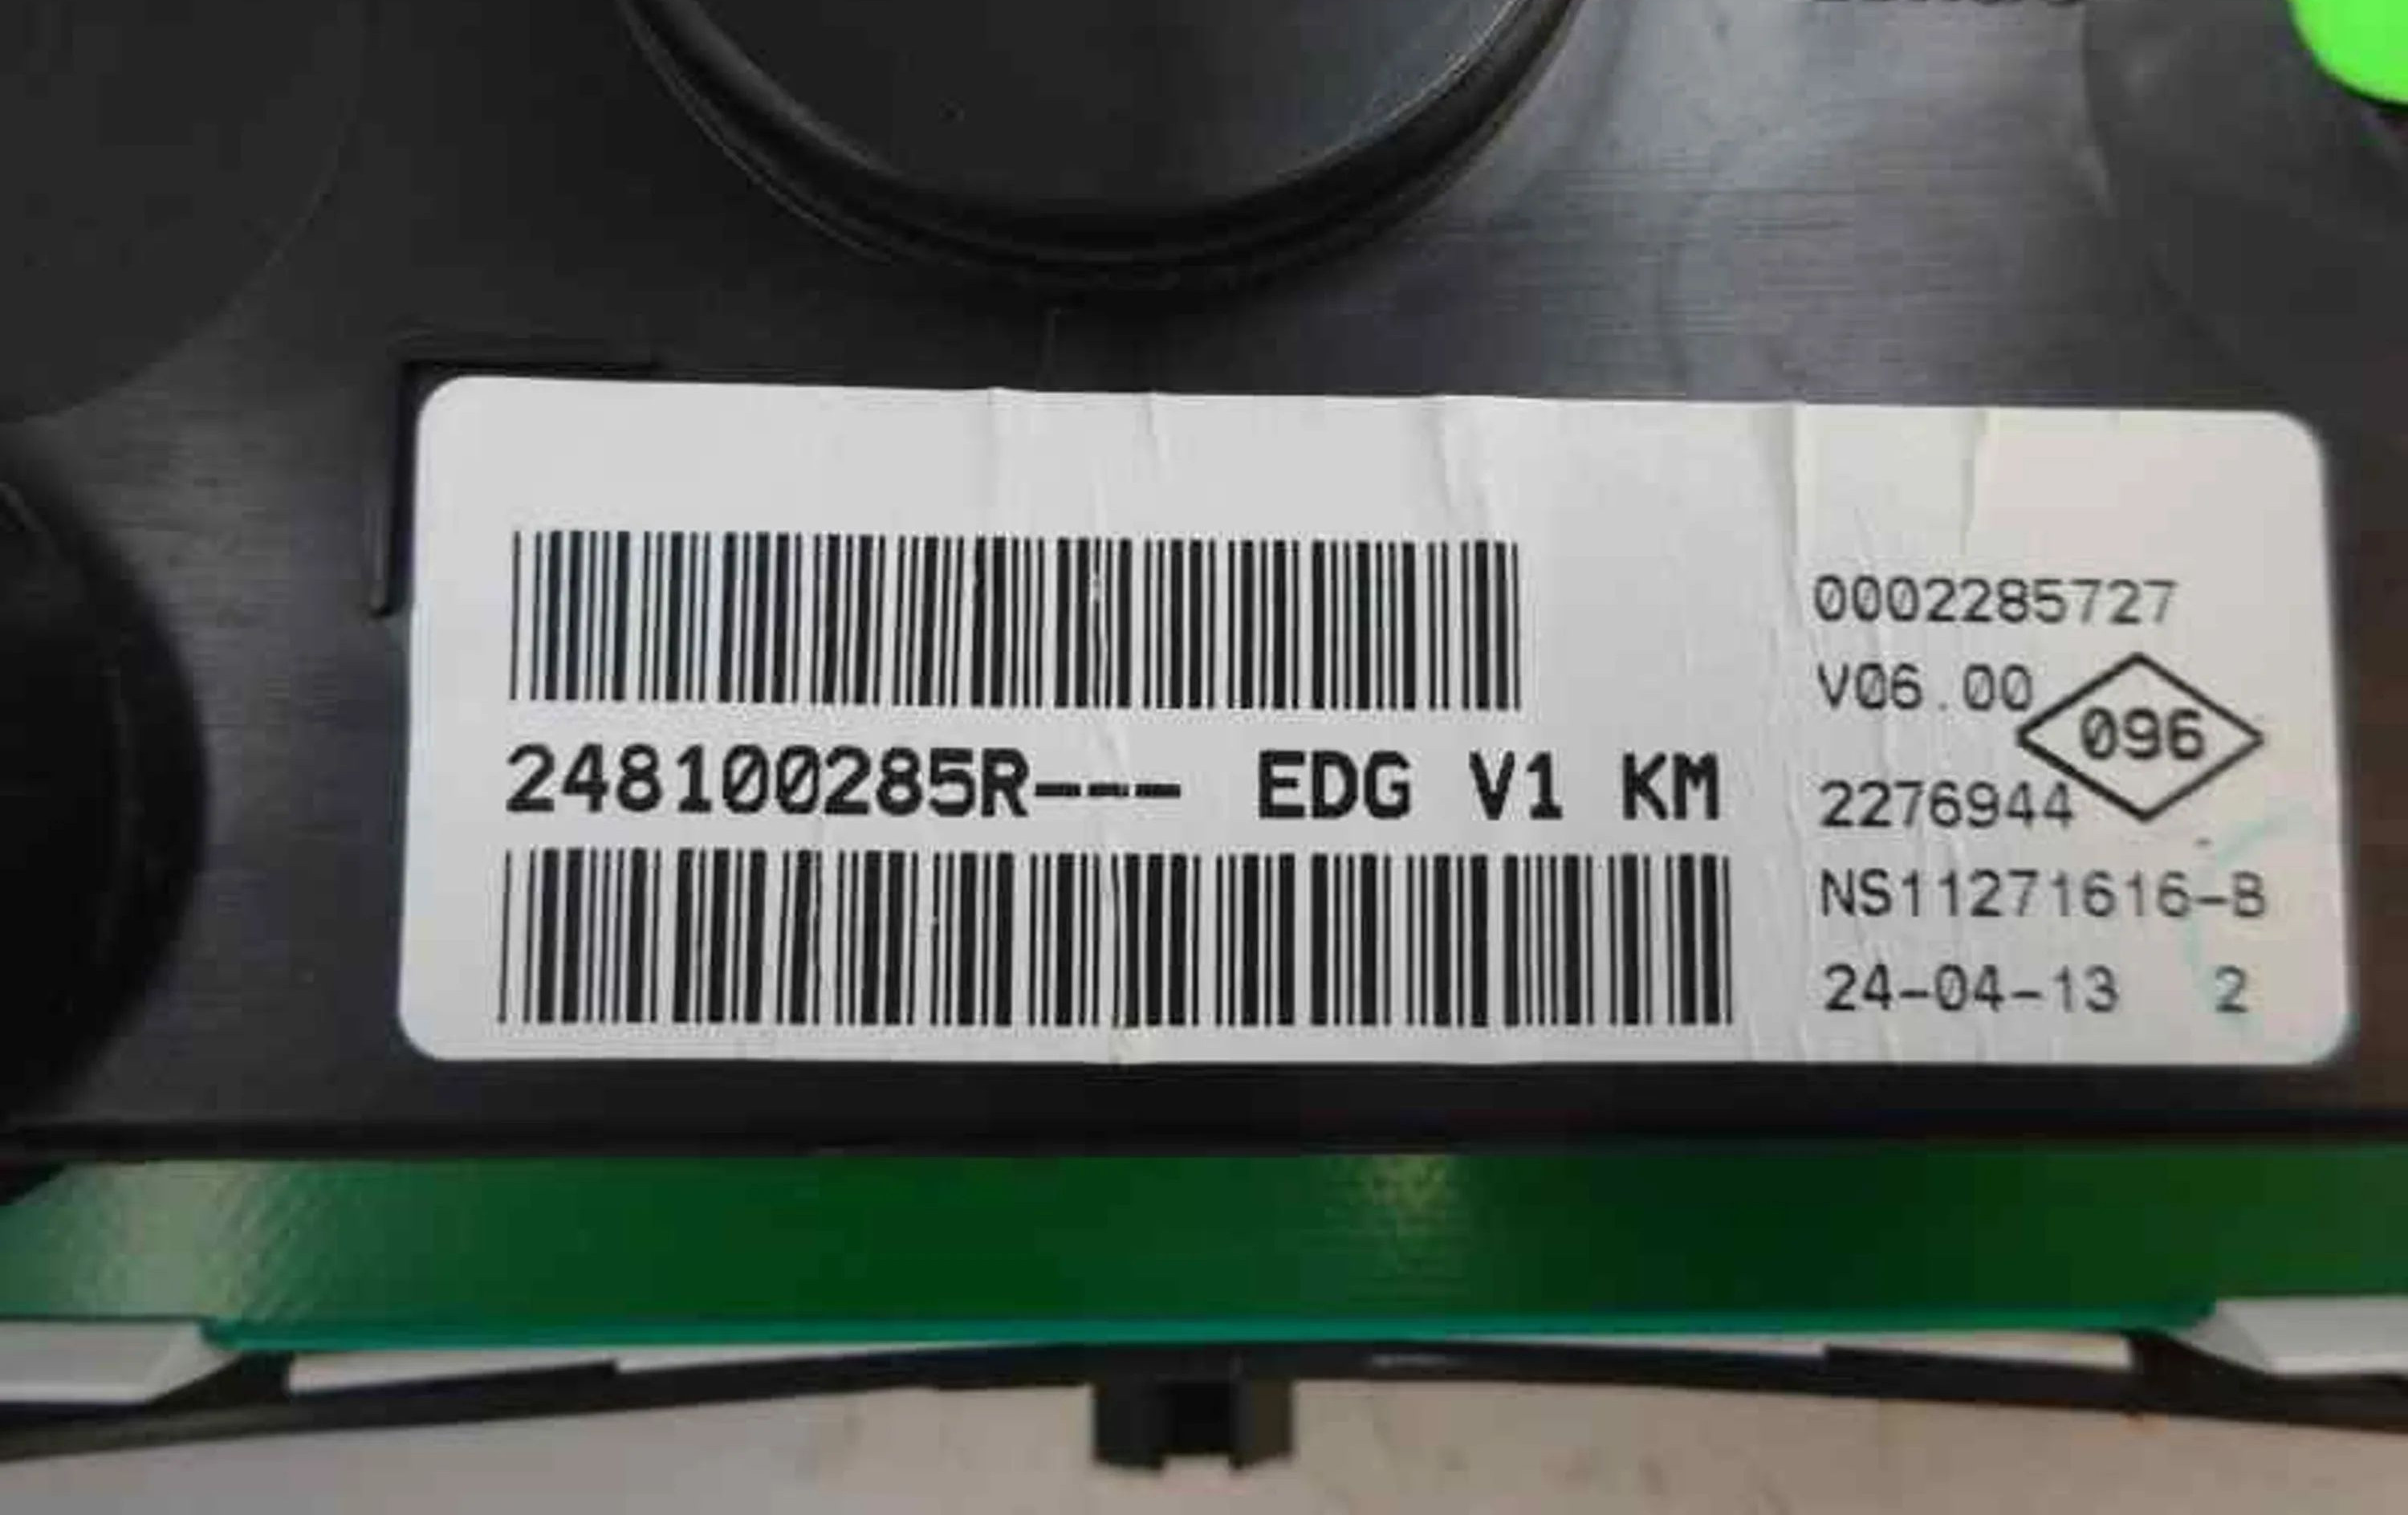 248100285R--- EDG V1 KM
0002285727
V06.00
096
2276944
NS11271616-B
24-04-13 2